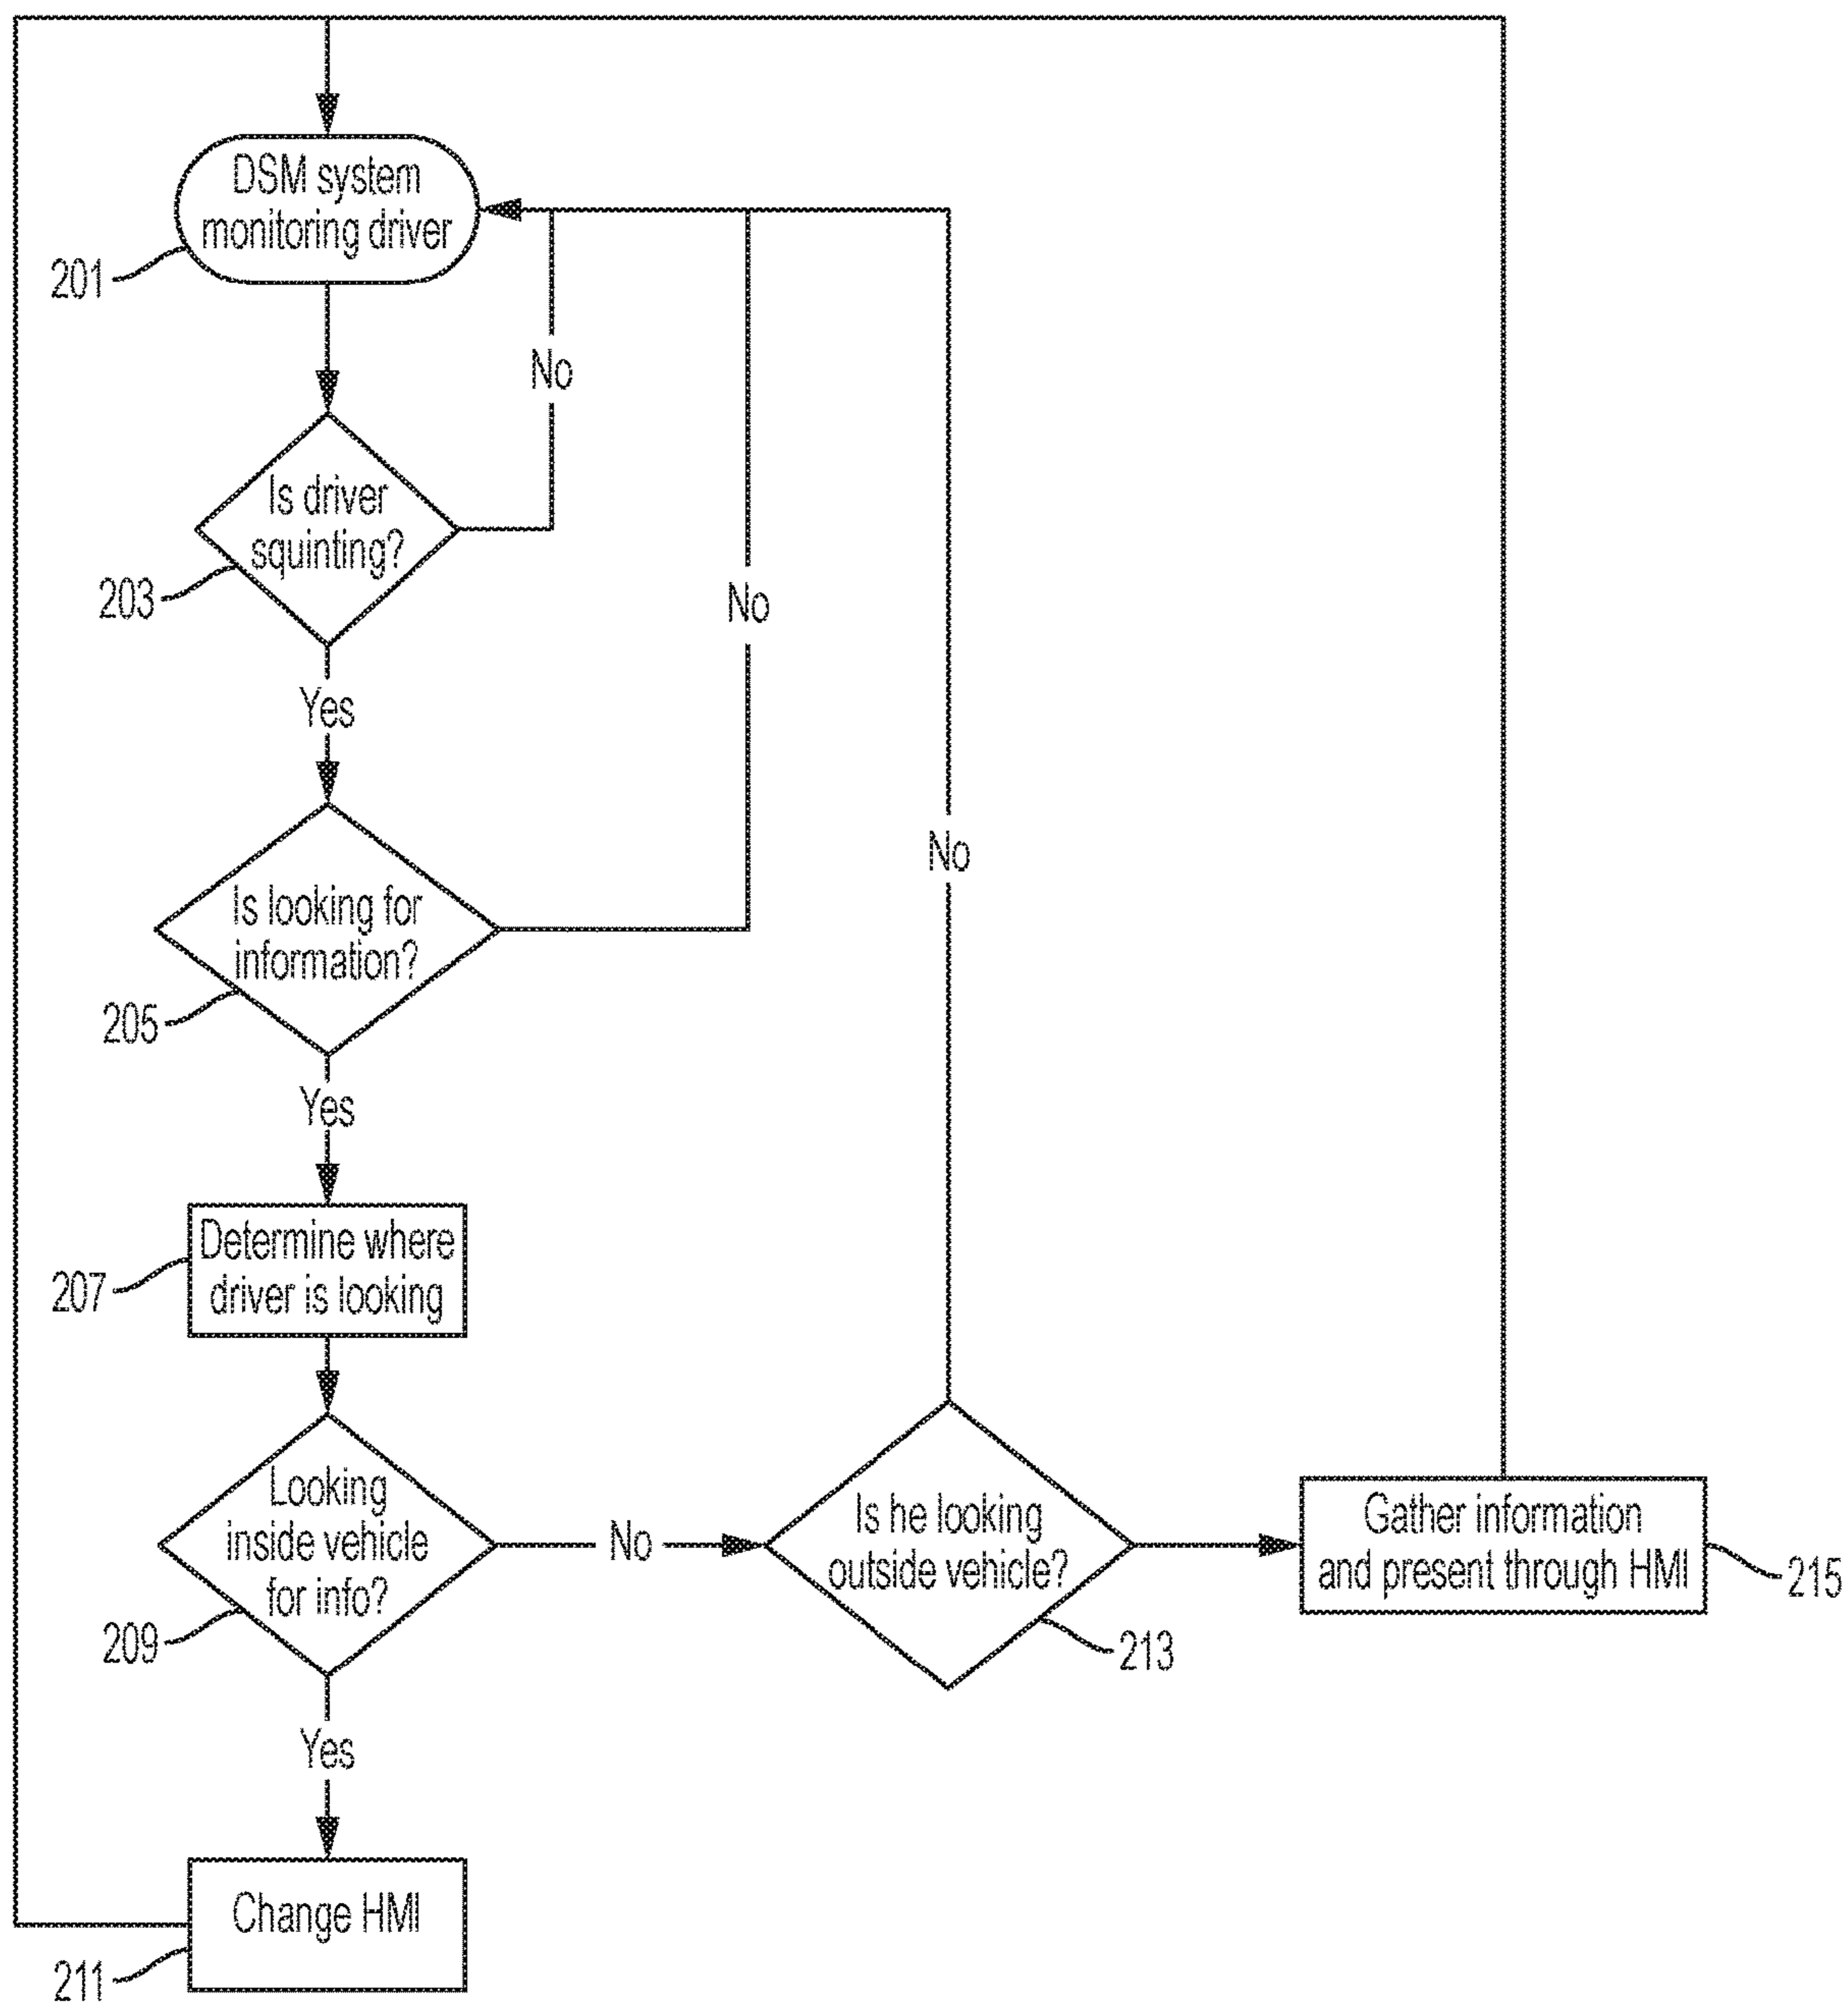 DSM system
monitoring driver
201
No
Is driver
squinting?
203
No
Yes
No
Is looking for
information?
205
Yes
Determine where
driver is looking
207
Looking
inside vehicle
for info?
209
No
Is he looking
outside vehicle?
213
Gather information
and present through HMI
215
Yes
Change HMI
211